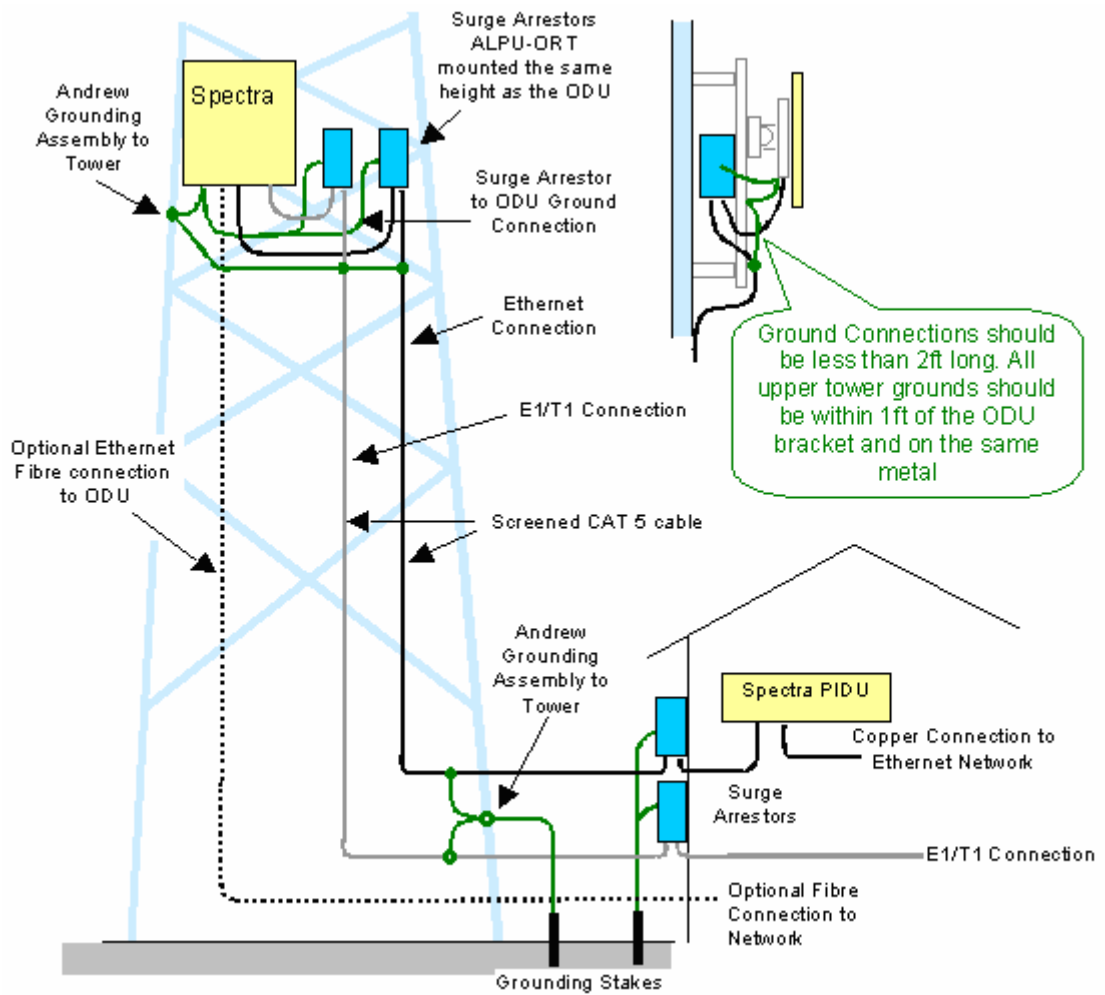 Surge Arrestors
ALPU-ORT
mounted the same
height as the ODU
Andrew
Grounding
Assembly to
Tower
Spectra
Surge Arrestor
to ODU Ground
Connection
Ethernet
Connection
Ground Connections should
be less than 2ft long. All
upper tower grounds should
be within 1ft of the ODU
bracket and on the same
metal
E1/T1 Connection
Optional Ethernet
Fibre connection
to ODU
Screened CAT 5 cable
Andrew
Grounding
Assembly to
Tower
Spectra PIDU
Copper Connection to
Ethernet Network
Surge
Arrestors
E1/T1 Connection
Optional Fibre
Connection to
Network
Grounding Stakes